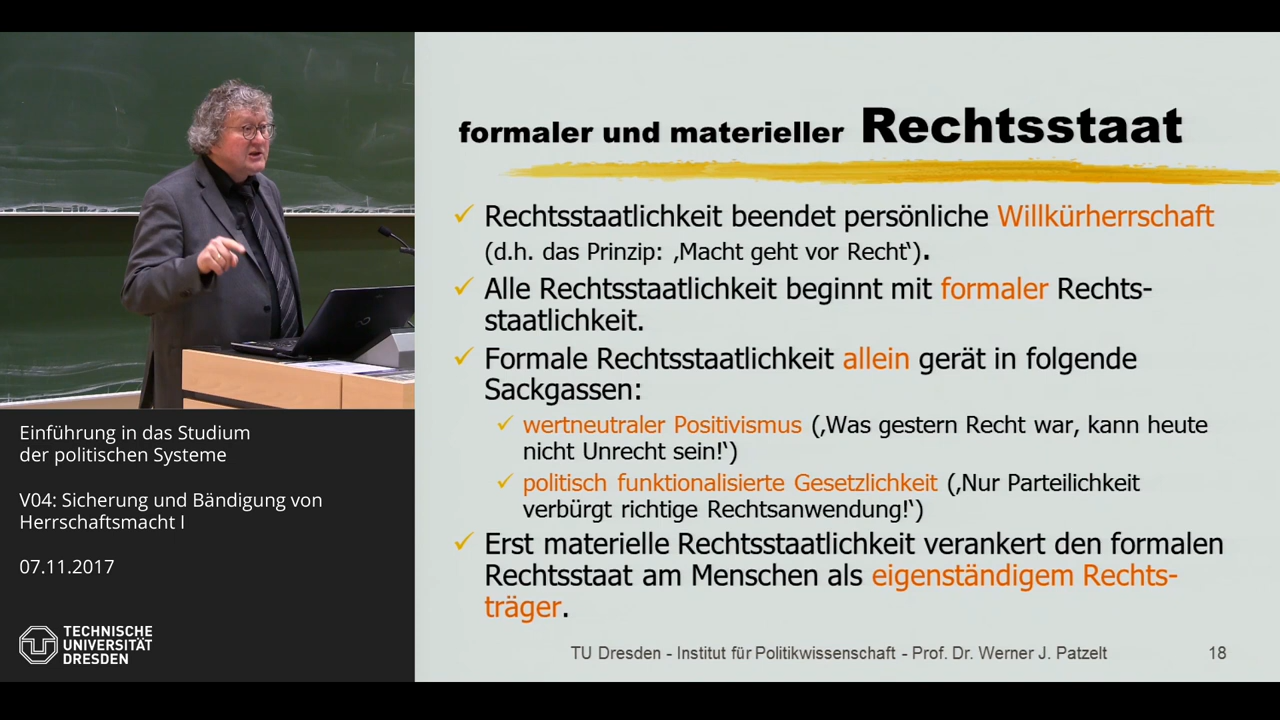 formaler und materieller Rechtsstaat
Rechtsstaatlichkeit beendet persönliche Willkürherrschaft
(d.h. das Prinzip: ‚Macht geht vor Recht‘).
Alle Rechtsstaatlichkeit beginnt mit formaler Rechts-
staatlichkeit.
Formale Rechtsstaatlichkeit allein gerät in folgende
Sackgassen:
wertneutraler Positivismus (‚Was gestern Recht war, kann heute
nicht Unrecht sein!‘)
politisch funktionalisierte Gesetzlichkeit (‚Nur Parteilichkeit
verbürgt richtige Rechtsanwendung!‘)
Erst materielle Rechtsstaatlichkeit verankert den formalen
Rechtsstaat am Menschen als eigenständigem Rechts-
träger.
TU Dresden - Institut für Politikwissenschaft - Prof. Dr. Werner J. Patzelt 18
Einführung in das Studium
der politischen Systeme
V04: Sicherung und Bändigung von
Herrschaftsmacht I
07.11.2017
TECHNISCHE
UNIVERSITÄT
DRESDEN